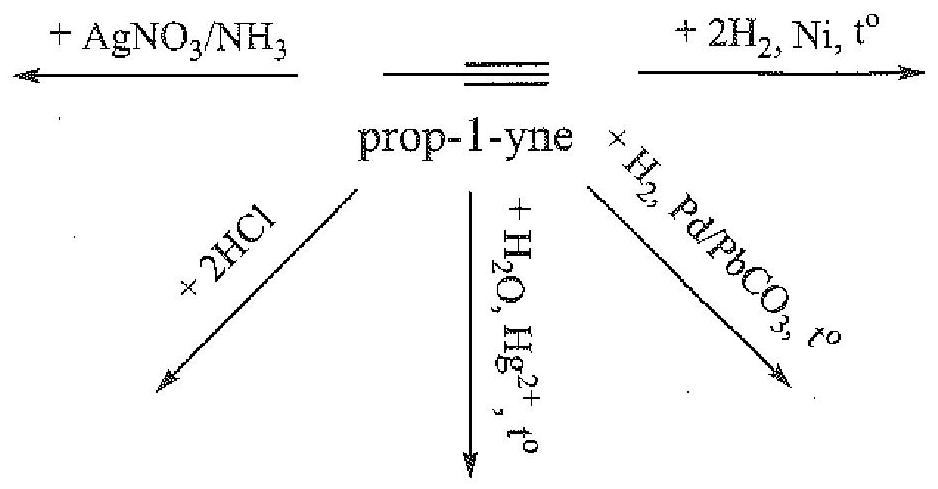 + AgNO₃/NH₃
+ 2H₂, Ni, t°
prop-1-yne
+ 2HCl
+ H₂O, Hg²⁺, t°
+ H₂, Pd/PbCO₃, t°